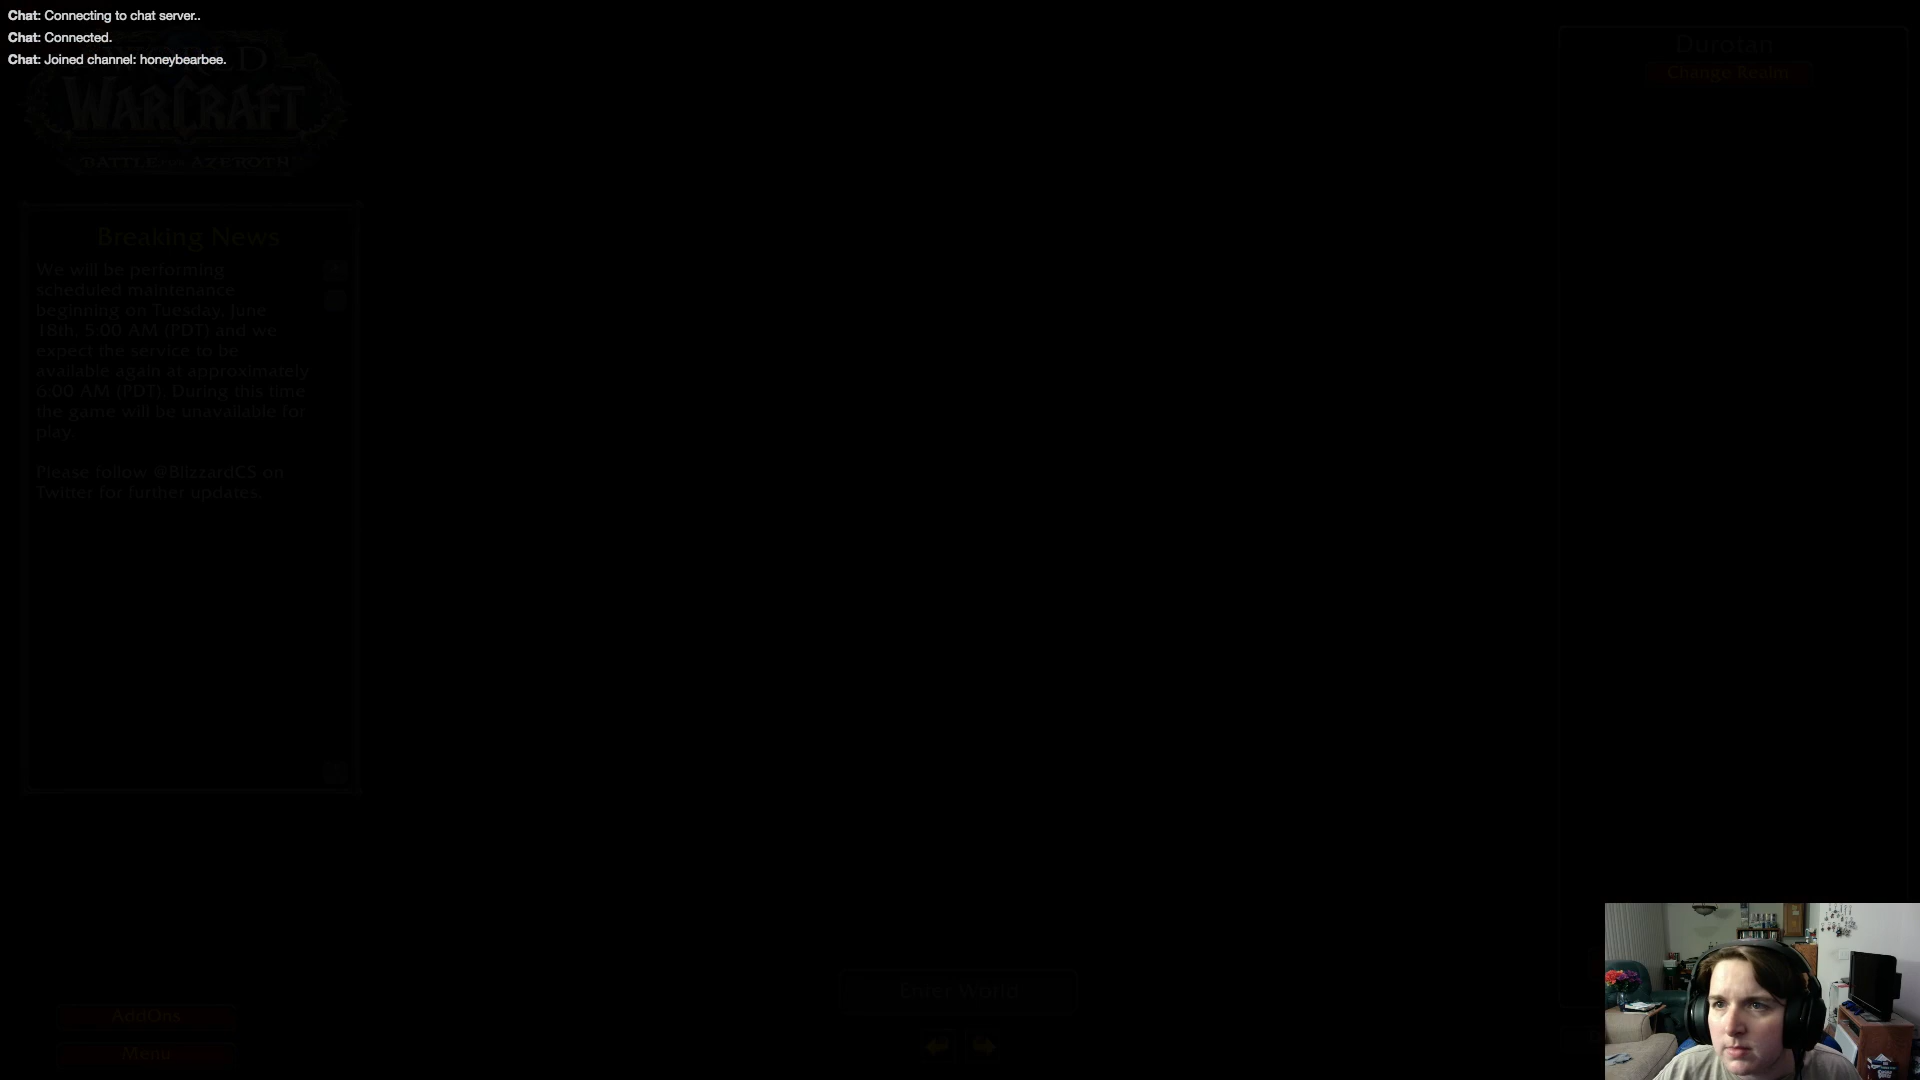 Chat: Connecting to chat server..
Chat: Connected.
Chat: Joined channel: honeybearbee.
WORLD
WARCRAFT
BATTLE FOR AZEROTH
Durotan
Change Realm
Breaking News
We will be performing
scheduled maintenance
beginning on Tuesday, June
18th, 5:00 AM (PDT) and we
expect the service to be
available again at approximately
6:00 AM (PDT). During this time
the game will be unavailable for
play.
Please follow @BlizzardCS on
Twitter for further updates.
Enter World
AddOns
Menu